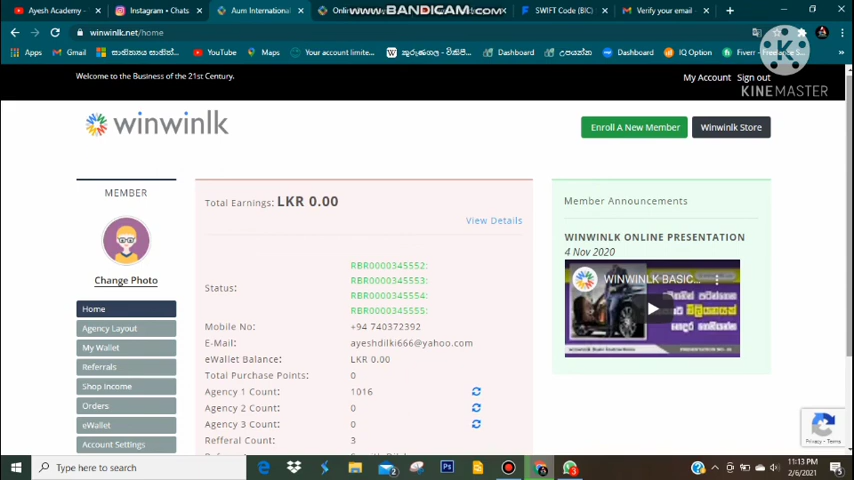 Ayesh Academy -
Instagram • Chats
Aum International
Onlin
www.BANDICAM.com
SWIFT Code (BIC)
Verify your email -
winwinlk.net/home
Apps
Gmail
YouTube
Maps
Your account limite...
Dashboard
Dashboard
IQ Option
Fiverr - Freelance S
K
KINEMASTER
Welcome to the Business of the 21st Century.
My Account Sign out
winwinlk
Enroll A New Member
Winwinlk Store
MEMBER
Change Photo
Home
Agency Layout
My Wallet
Referrals
Shop Income
Orders
eWallet
Account Settings
Total Earnings: LKR 0.00
View Details
Status:
RBR0000345552:
RBR0000345553:
RBR0000345554:
RBR0000345555:
Mobile No: +94 740372392
E-Mail: ayeshdilki666@yahoo.com
eWallet Balance: LKR 0.00
Total Purchase Points: 0
Agency 1 Count: 1016
Agency 2 Count: 0
Agency 3 Count: 0
Refferal Count: 3
Member Announcements
WINWINLK ONLINE PRESENTATION
4 Nov 2020
WINWINLK BASIC...
Privacy - Terms
Type here to search
11:13 PM
2/6/2021